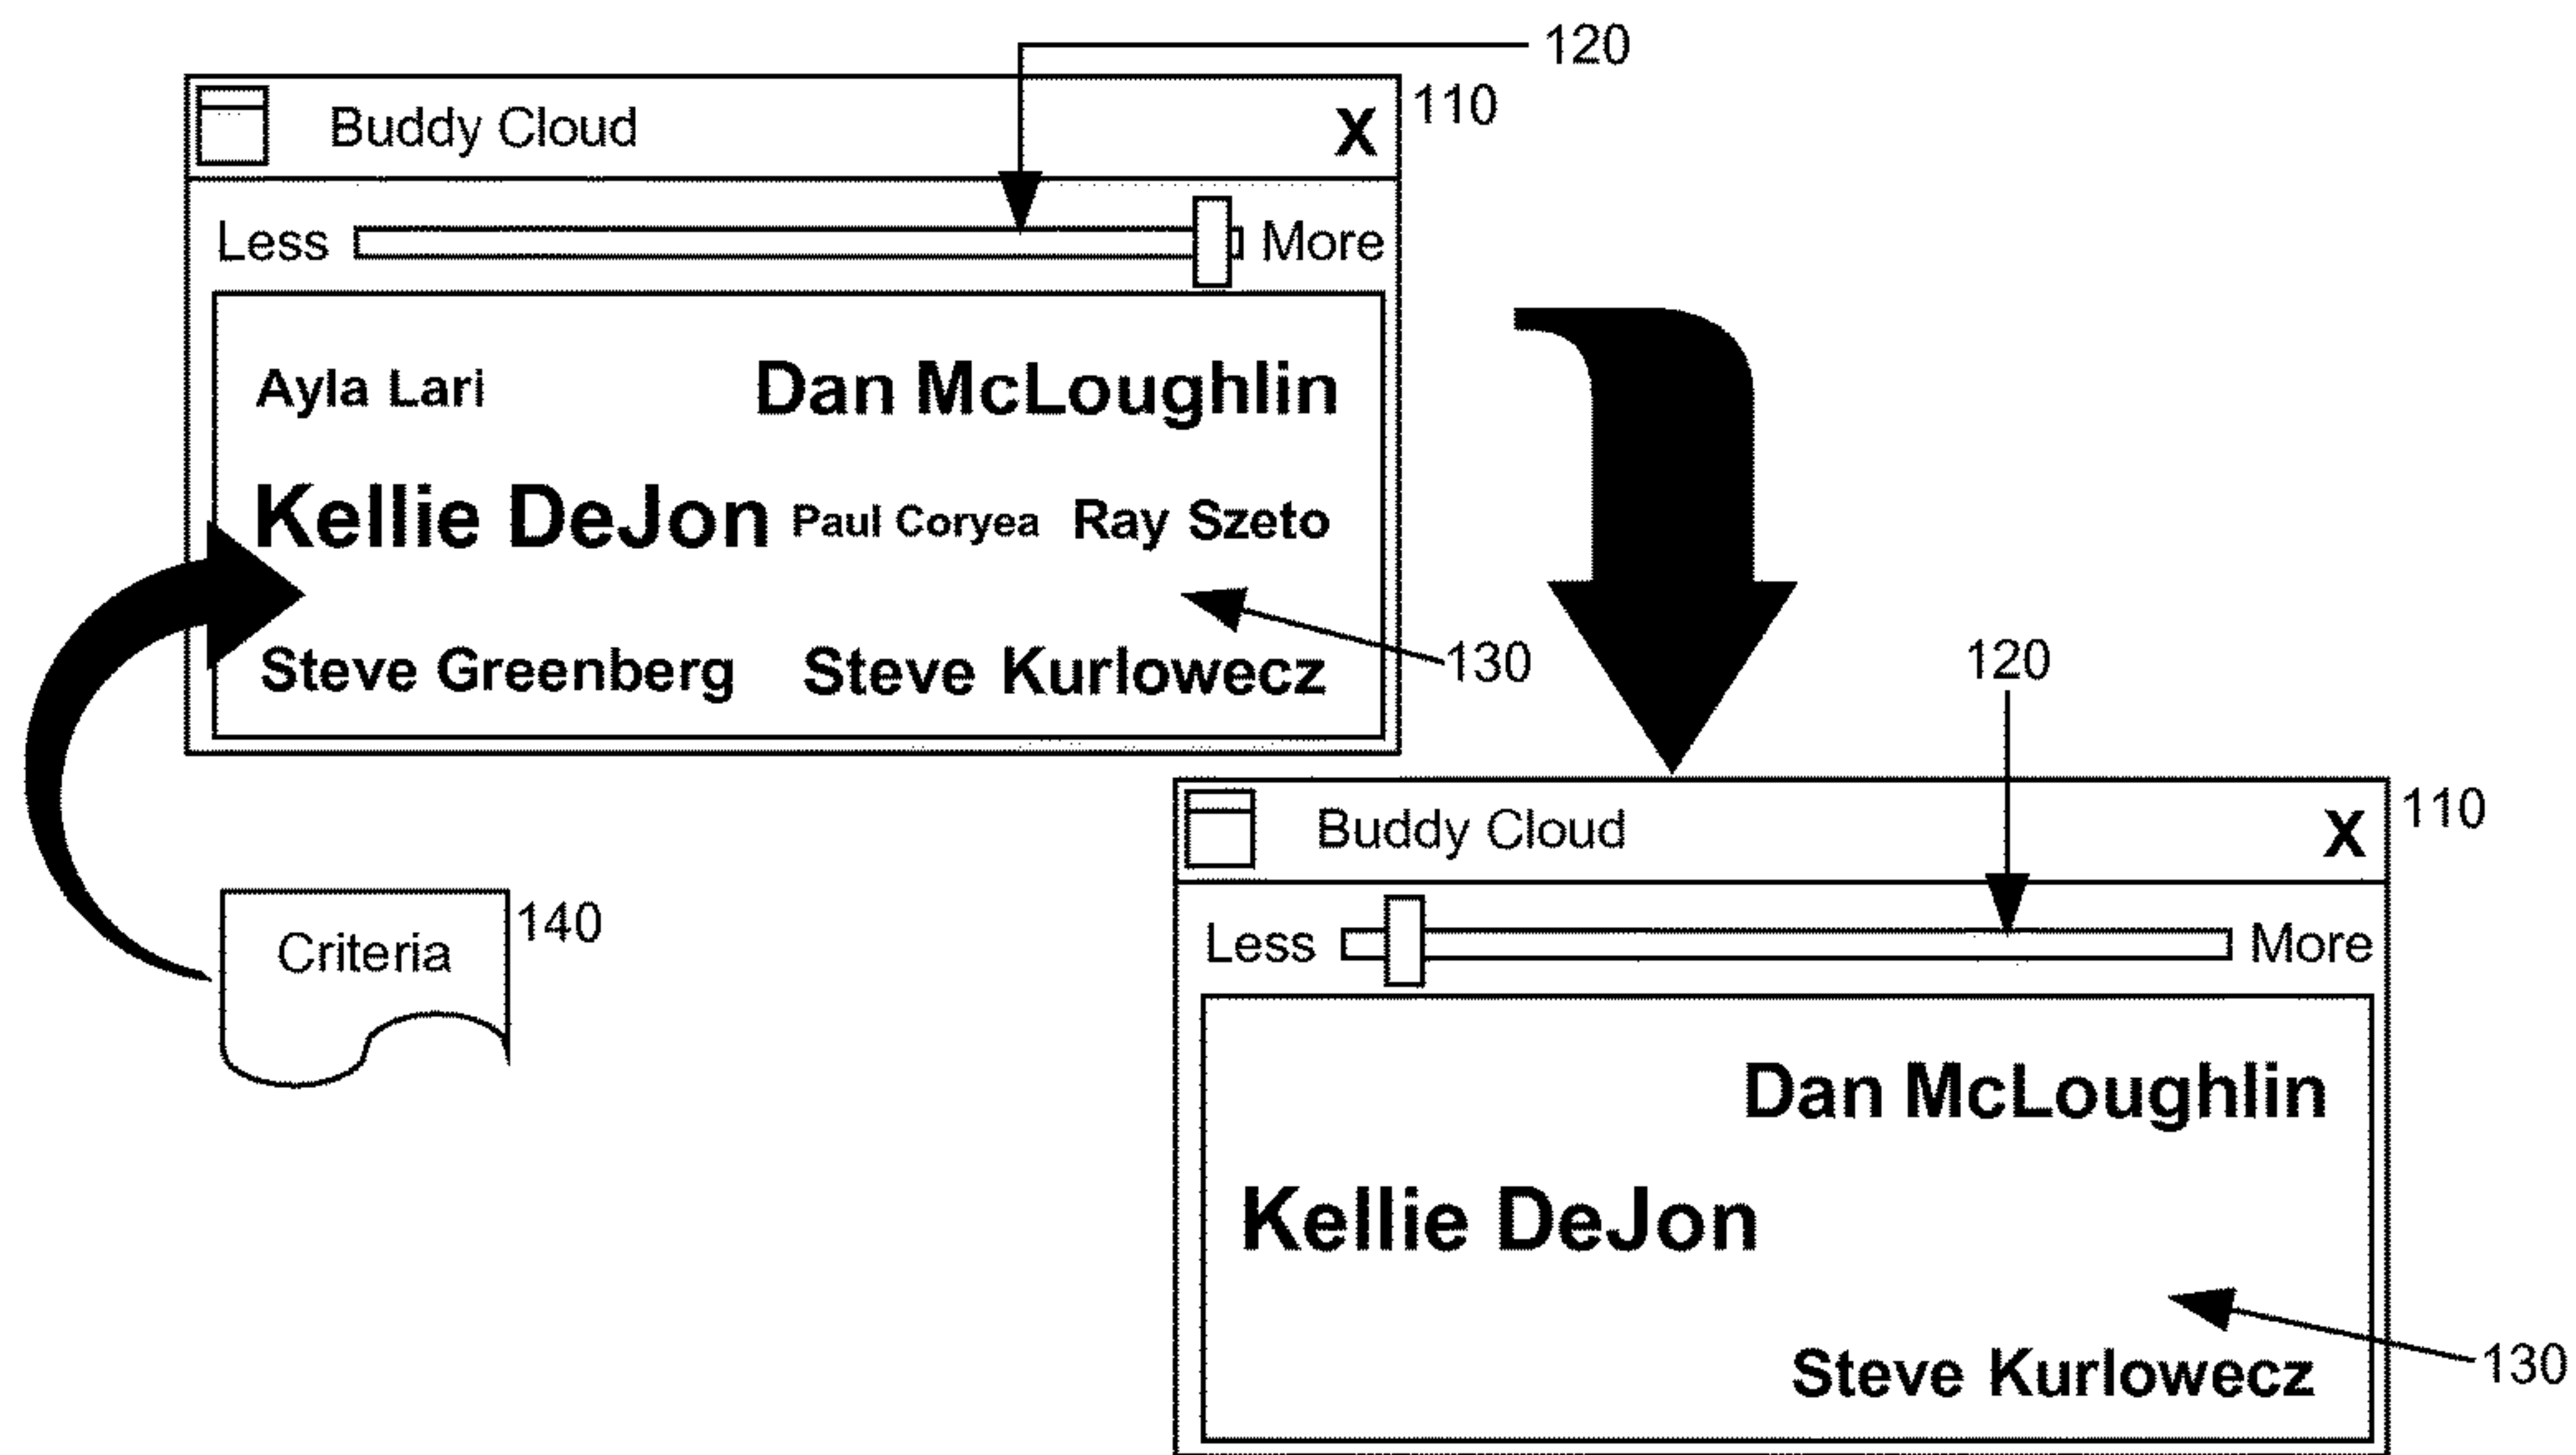 120
Buddy Cloud X 110
Less More
Ayla Lari Dan McLoughlin
Kellie DeJon Paul Coryea Ray Szeto
Steve Greenberg Steve Kurlowecz 130
120
Buddy Cloud X 110
Criteria 140
Less More
Dan McLoughlin
Kellie DeJon
Steve Kurlowecz 130